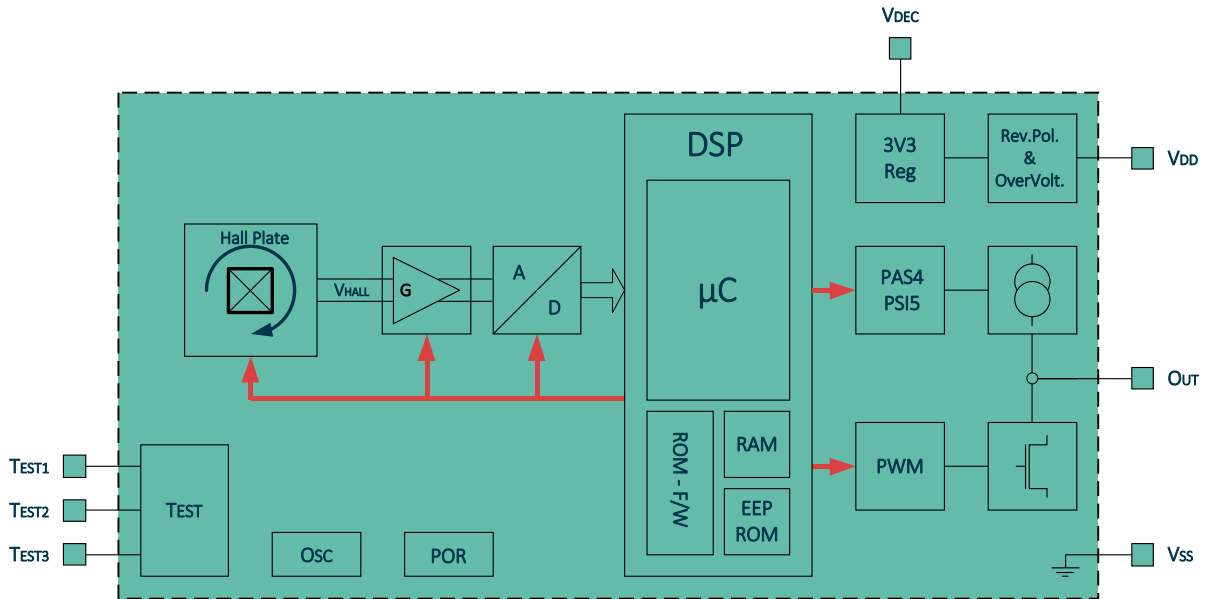 VDEC
DSP
3V3
Reg
Rev.Pol.
&
OverVolt.
VDD
Hall Plate
VHALL
G
A
D
µC
PAS4
PSI5
OUT
ROM - F/W
RAM
EEP
ROM
PWM
TEST1
TEST2
TEST3
TEST
OSC
POR
VSS